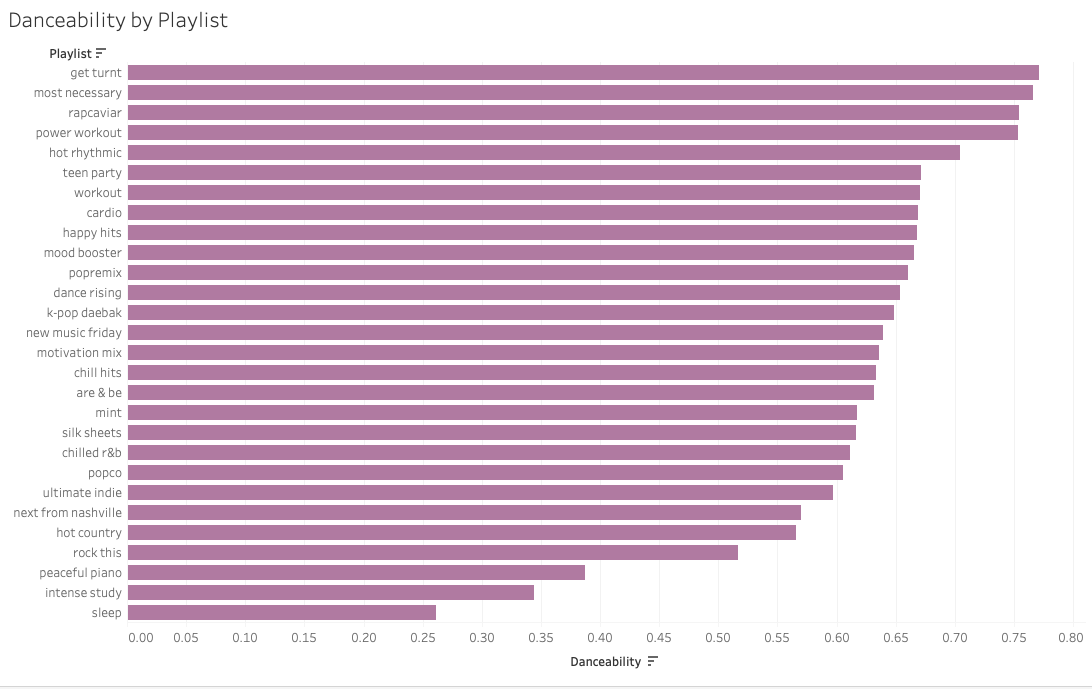 Danceability by Playlist
Playlist
get turnt
most necessary
rapcaviar
power workout
hot rhythmic
teen party
workout
cardio
happy hits
mood booster
popremix
dance rising
k-pop daebak
new music friday
motivation mix
chill hits
are & be
mint
silk sheets
chilled r&b
popco
ultimate indie
next from nashville
hot country
rock this
peaceful piano
intense study
sleep
0.00 0.05 0.10 0.15 0.20 0.25 0.30 0.35 0.40 0.45 0.50 0.55 0.60 0.65 0.70 0.75 0.80
Danceability